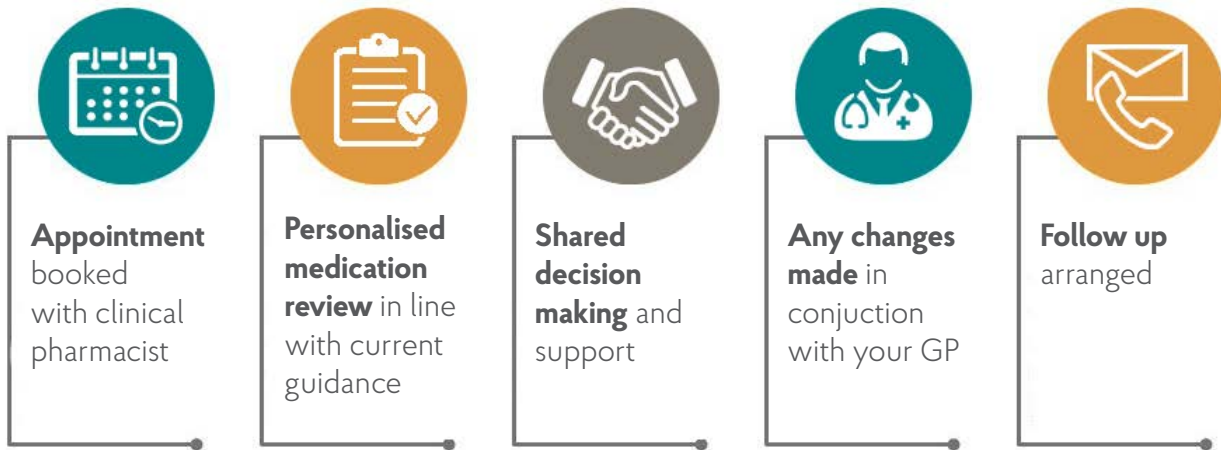 Appointment
booked
with clinical
pharmacist
Personalised
medication
review in line
with current
guidance
Shared
decision
making and
support
Any changes
made in
conjuction
with your GP
Follow up
arranged